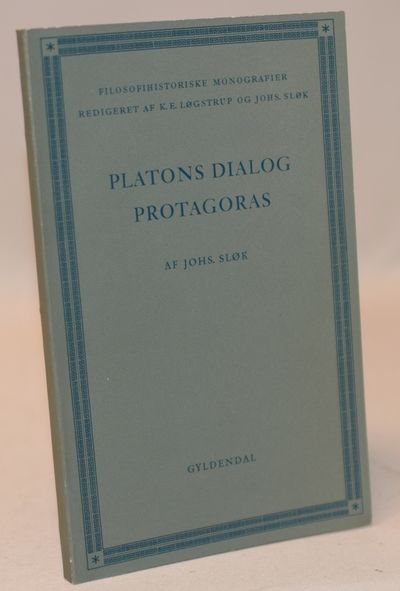 FILOSOFIHISTORISKE MONOGRAFIER
REDIGERET AF K. E. LØGSTRUP OG JOHS. SLØK
PLATONS DIALOG
PROTAGORAS
AF JOHS. SLØK
GYLDENDAL